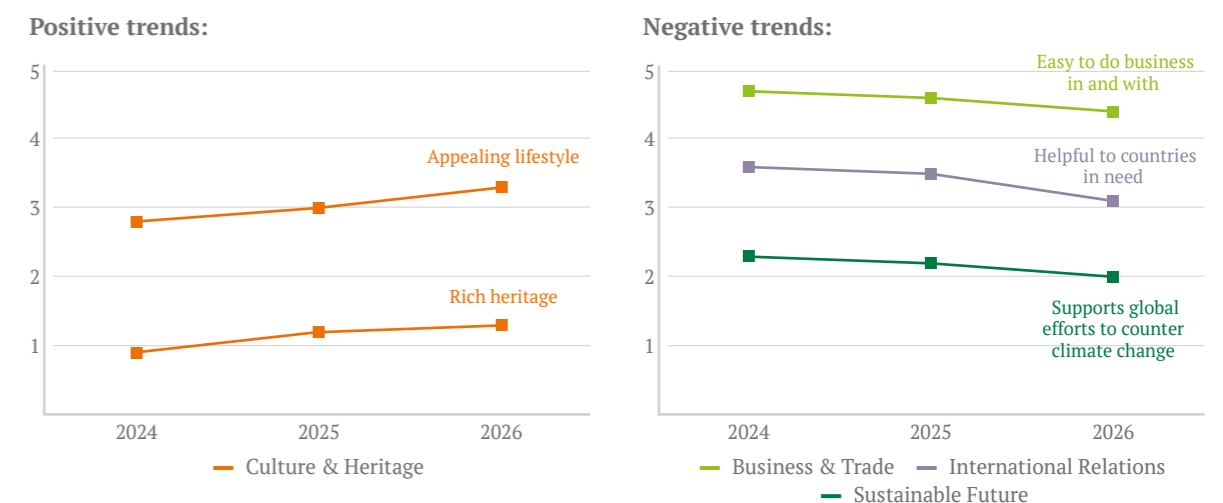 Positive trends:
5
4
3
2
1
Appealing lifestyle
Rich heritage
2024 2025 2026
Culture & Heritage
Negative trends:
5
4
3
2
1
Easy to do business
in and with
Helpful to countries
in need
Supports global
efforts to counter
climate change
2024 2025 2026
Business & Trade International Relations
Sustainable Future